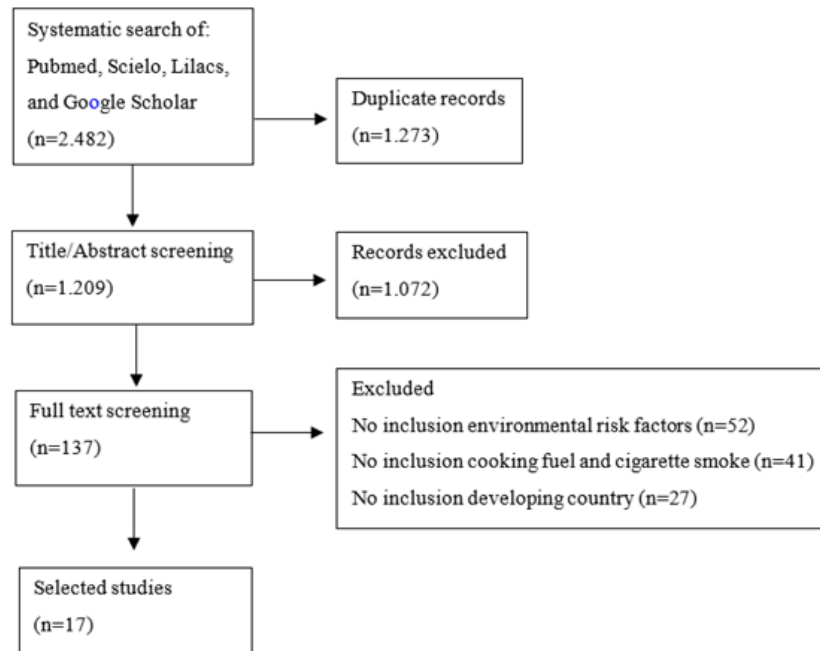 Systematic search of:
Pubmed, Scielo, Lilacs,
and Google Scholar
(n=2.482)
Duplicate records
(n=1.273)
Title/Abstract screening
(n=1.209)
Records excluded
(n=1.072)
Full text screening
(n=137)
Excluded
No inclusion environmental risk factors (n=52)
No inclusion cooking fuel and cigarette smoke (n=41)
No inclusion developing country (n=27)
Selected studies
(n=17)